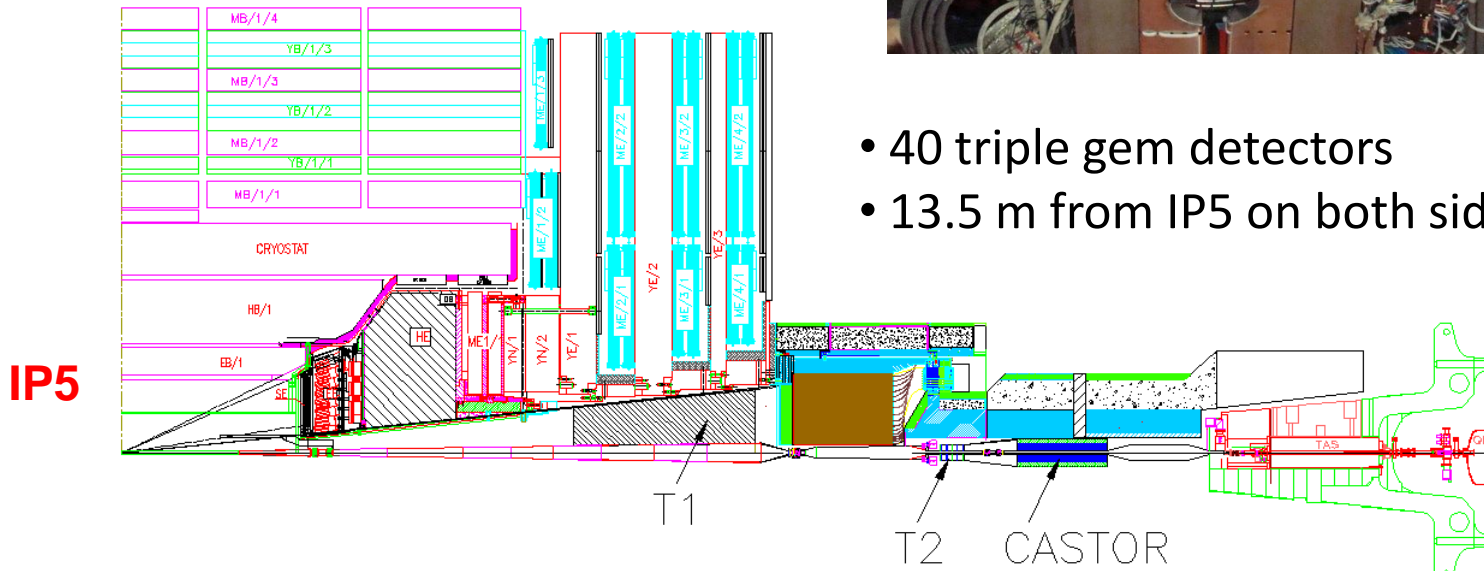 MB/1/4
YB/1/3
MB/1/3
YB/1/2
MB/1/2
YB/1/1
MB/1/1
CRYOSTAT
HB/1
EB/1
SE
HE
ME1/
YN/1
YN/2
YE/1
ME/1/3
ME/1/2
ME/2/2
ME/2/1
YE/2
ME/3/2
ME/3/1
YE/3
ME/4/2
ME/4/1
• 40 triple gem detectors
• 13.5 m from IP5 on both sid
IP5
TAS
T1
T2 CASTOR